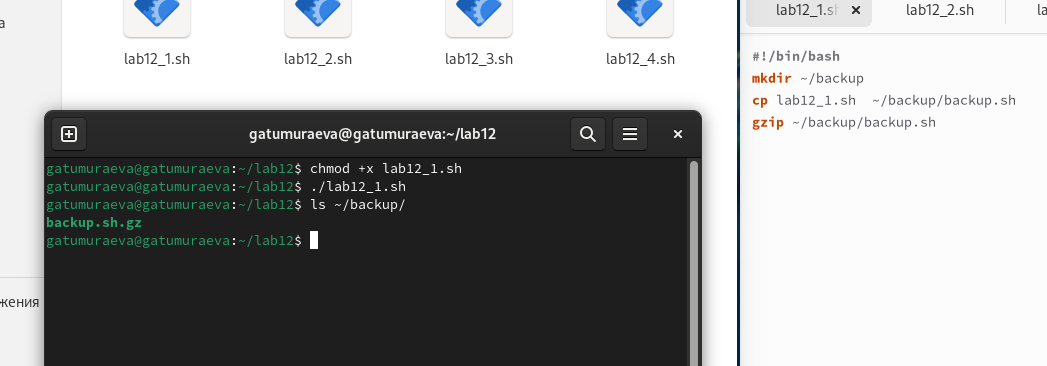 а
lab12_1.sh
lab12_2.sh
lab12_3.sh
lab12_4.sh
жения
gatumuraeva@gatumuraeva:~/lab12
gatumuraeva@gatumuraeva:~/lab12$ chmod +x lab12_1.sh
gatumuraeva@gatumuraeva:~/lab12$ ./lab12_1.sh
gatumuraeva@gatumuraeva:~/lab12$ ls ~/backup/
backup.sh.gz
gatumuraeva@gatumuraeva:~/lab12$
lab12_1.sh
lab12_2.sh
la
#!/bin/bash
mkdir ~/backup
cp lab12_1.sh  ~/backup/backup.sh
gzip ~/backup/backup.sh